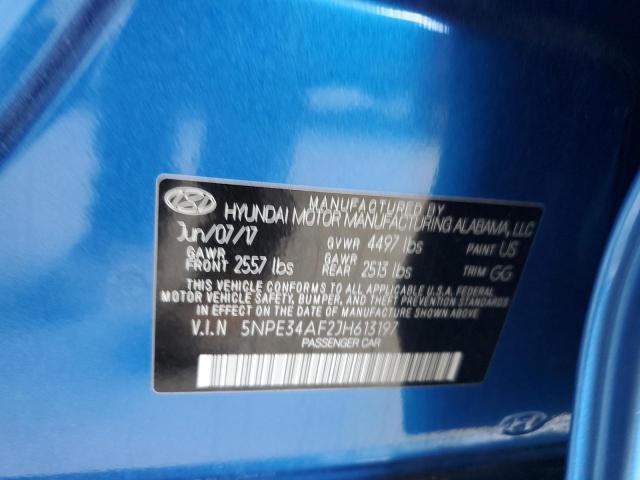 MANUFACTURED BY
HYUNDAI MOTOR MANUFACTURING ALABAMA, LLC
Jun/07/17 GVWR 4497 lbs PAINT US
GAWR FRONT 2557 lbs GAWR REAR 2513 lbs TRIM GG
THIS VEHICLE CONFORMS TO ALL APPLICABLE U.S.A FEDERAL
MOTOR VEHICLE SAFETY, BUMPER, AND THEFT PREVENTION STANDARDS
IN EFFECT ON THE DATE OF MANUFACTURE SHOWN ABOVE.
V.I.N 5NPE34AF2JH613197
PASSENGER CAR